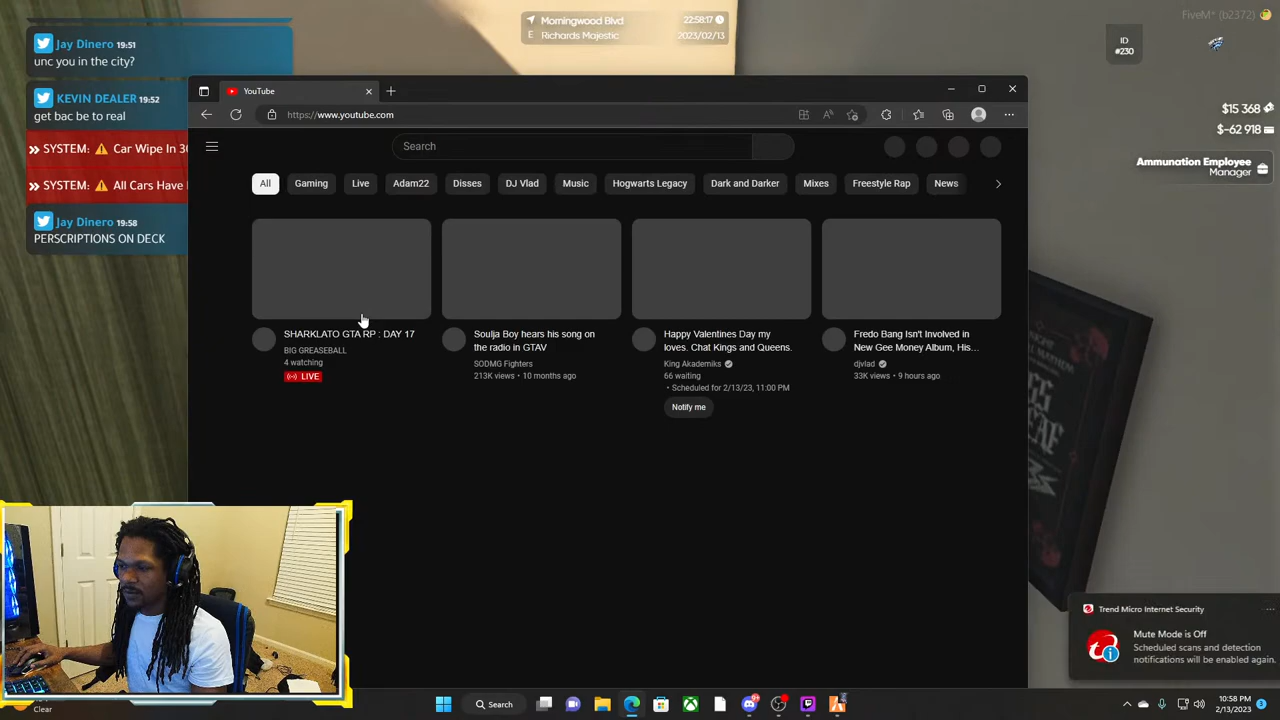 Jay Dinero 19:51
unc you in the city?
KEVIN DEALER 19:52
get bac be to real
SYSTEM: ⚠ Car Wipe In 30
SYSTEM: ⚠ All Cars Have
Jay Dinero 19:58
PERSCRIPTIONS ON DECK
Morningwood Blvd 22:58:17
E Richards Majestic 2023/02/13
FiveM* (b2372)
ID
#230
$15 368
$-62 918
Ammunation Employee
Manager
YouTube
https://www.youtube.com
Search
All Gaming Live Adam22 Disses DJ Vlad Music Hogwarts Legacy Dark and Darker Mixes Freestyle Rap News
SHARKLATO GTA RP : DAY 17
BIG GREASEBALL
4 watching
LIVE
Soulja Boy hears his song on
the radio in GTAV
SODMG Fighters
213K views • 10 months ago
Happy Valentines Day my
loves. Chat Kings and Queens.
King Akademiks
66 waiting
• Scheduled for 2/13/23, 11:00 PM
Notify me
Fredo Bang Isn't Involved in
New Gee Money Album, His...
djvlad
33K views • 9 hours ago
Trend Micro Internet Security
Mute Mode is Off
Scheduled scans and detection
notifications will be enabled again.
Clear
Search
10:58 PM
2/13/2023